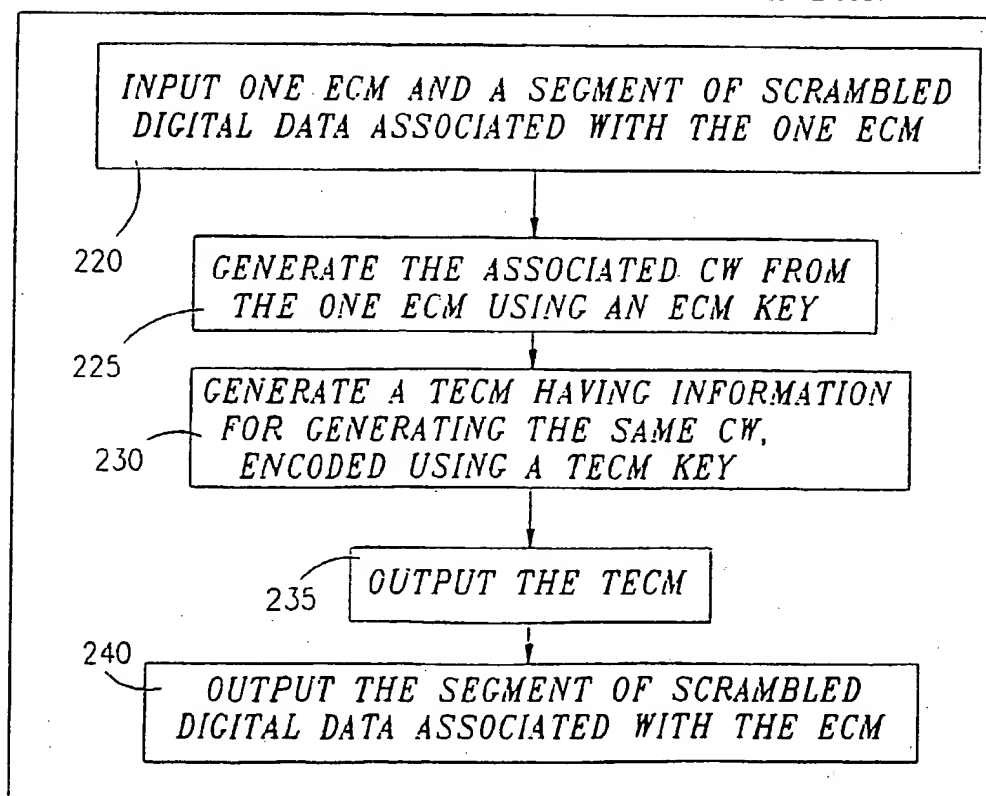 INPUT ONE ECM AND A SEGMENT OF SCRAMBLED
DIGITAL DATA ASSOCIATED WITH THE ONE ECM
220
GENERATE THE ASSOCIATED CW FROM
THE ONE ECM USING AN ECM KEY
225
GENERATE A TECM HAVING INFORMATION
FOR GENERATING THE SAME CW,
ENCODED USING A TECM KEY
230
OUTPUT THE TECM
235
240
OUTPUT THE SEGMENT OF SCRAMBLED
DIGITAL DATA ASSOCIATED WITH THE ECM